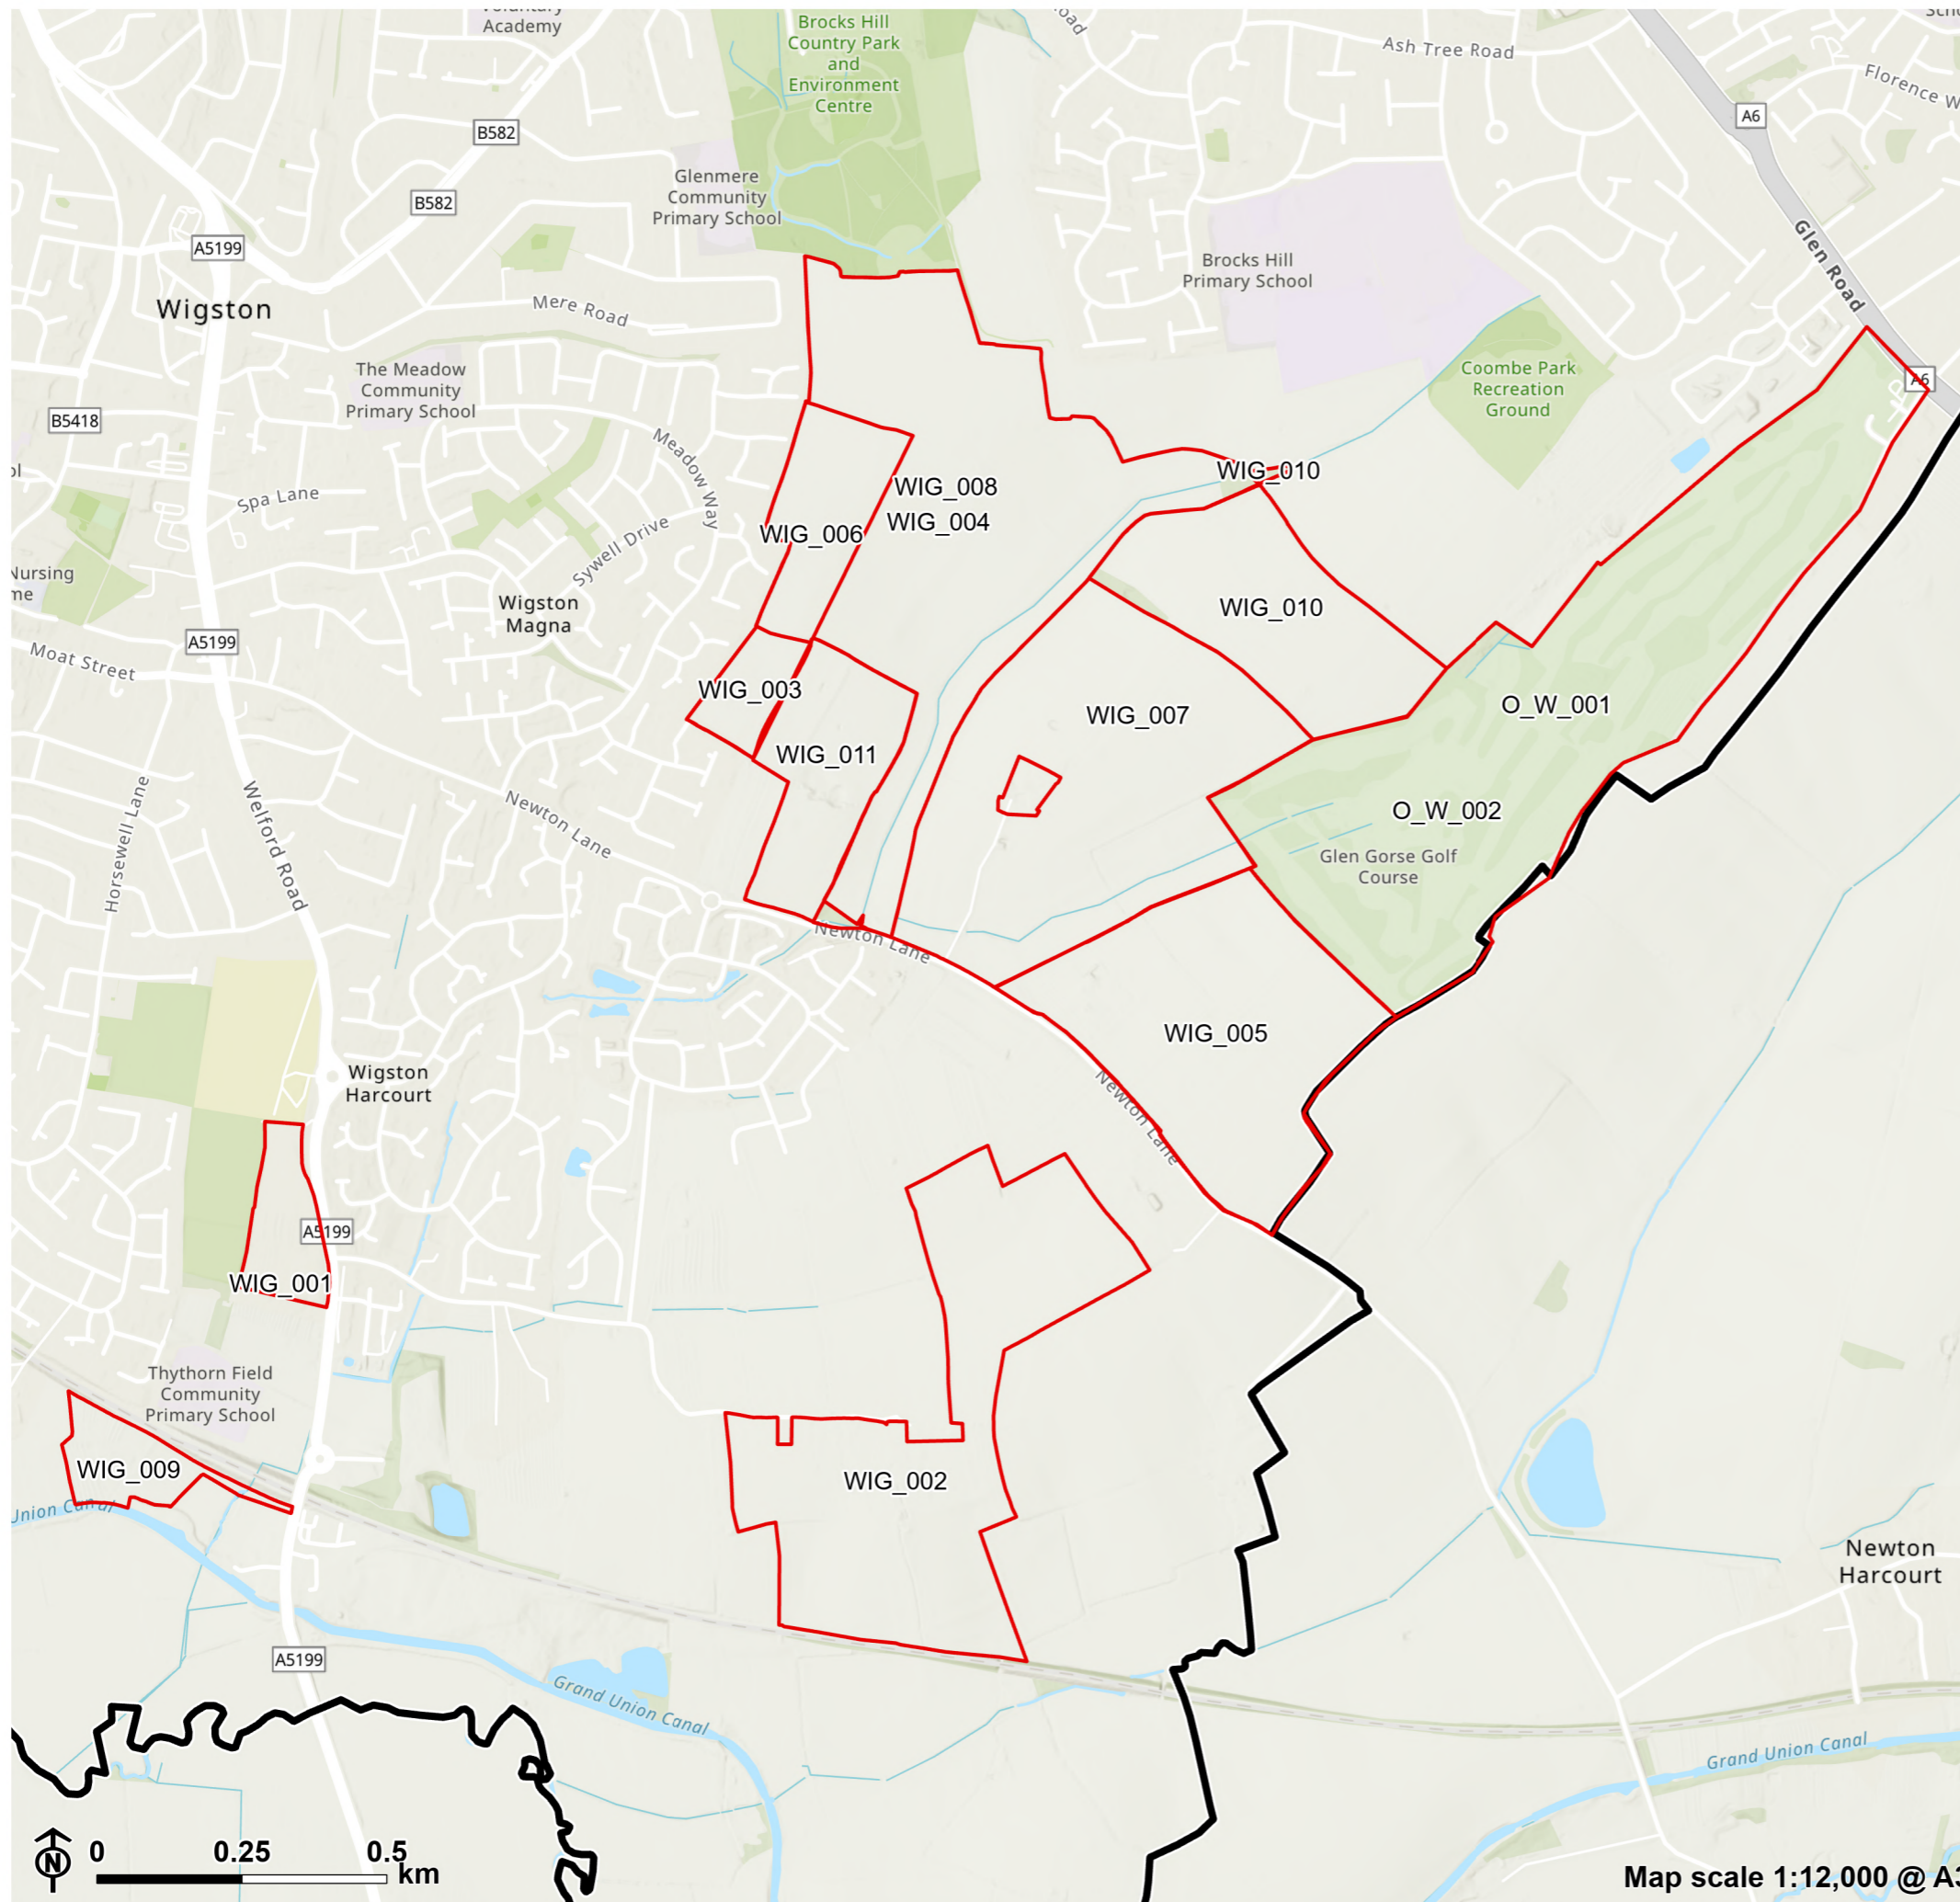 Academy
Brocks Hill
Country Park
and
Environment
Centre
Ash Tree Road
Florence
A6
B582
Glenmere
Community
Primary School
B582
A5199
Glen Road
Brocks Hill
Primary School
Wigston
Mere Road
The Meadow
Community
Primary School
Coombe Park
Recreation
Ground
A6
B5418
Meadow Way
WIG_010
Spa Lane
WIG_008
WIG_004
WIG_006
Sywell Drive
Nursing
Wigston
Magna
WIG_010
A5199
Moat Street
WIG_003
O_W_001
WIG_007
WIG_011
Horsewell Lane
Welford Road
Newton Lane
O_W_002
Glen Gorse Golf
Course
Newton Lane
WIG_005
Wigston
Harcourt
Newton Lane
A5199
WIG_001
Thythorn Field
Community
Primary School
WIG_009
WIG_002
Union Canal
Newton
Harcourt
A5199
Grand Union Canal
Grand Union Canal
N
0 0.25 0.5
km
Map scale 1:12,000 @